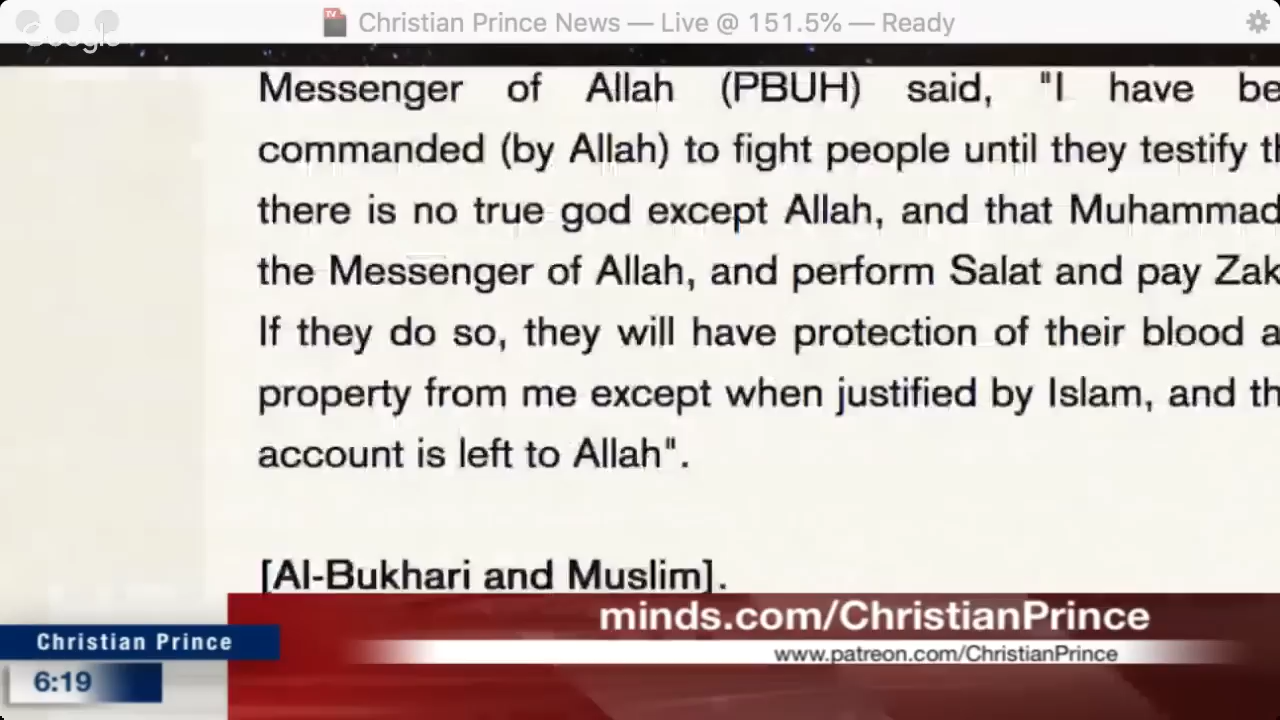 Christian Prince News — Live @ 151.5% — Ready
Google
Messenger of Allah (PBUH) said, "I have be
commanded (by Allah) to fight people until they testify th
there is no true god except Allah, and that Muhammad
the Messenger of Allah, and perform Salat and pay Zak
If they do so, they will have protection of their blood a
property from me except when justified by Islam, and th
account is left to Allah".
[Al-Bukhari and Muslim].
minds.com/ChristianPrince
Christian Prince
www.patreon.com/ChristianPrince
6:19